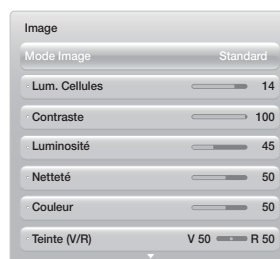 Image
Mode Image Standard
Lum. Cellules 14
Contraste 100
Luminosité 45
Netteté 50
Couleur 50
Teinte (V/R) V 50 R 50